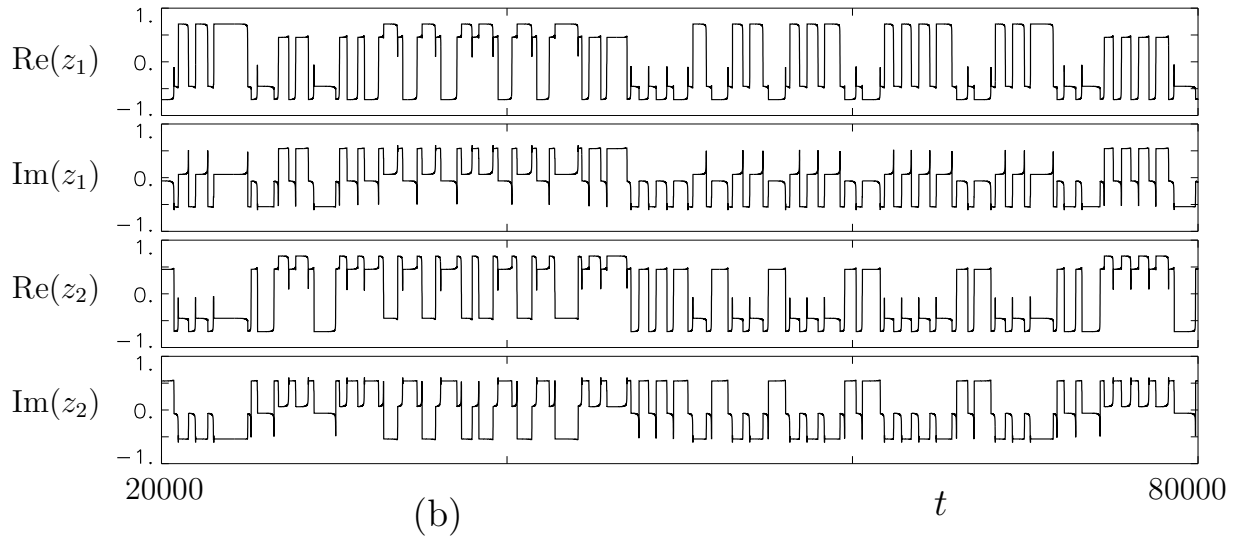 1.
Re(z₁) 0.
−1.
1.
Im(z₁) 0.
−1.
1.
Re(z₂) 0.
−1.
1.
Im(z₂) 0.
−1.
20000 (b) t 80000